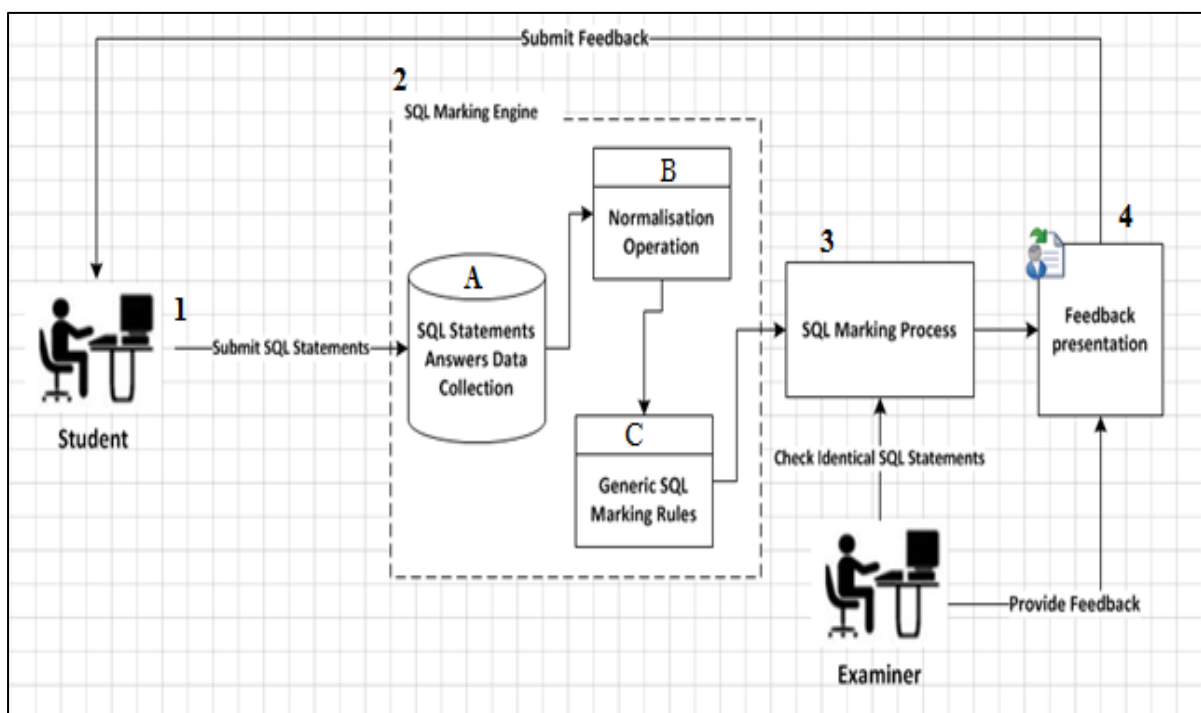 Submit Feedback
2
SQL Marking Engine
B
Normalisation
Operation
4
3
A
1
SQL Statements
Answers Data
Collection
Submit SQL Statements
SQL Marking Process
Feedback
presentation
Student
C
Generic SQL
Marking Rules
Check Identical SQL Statements
Provide Feedback
Examiner